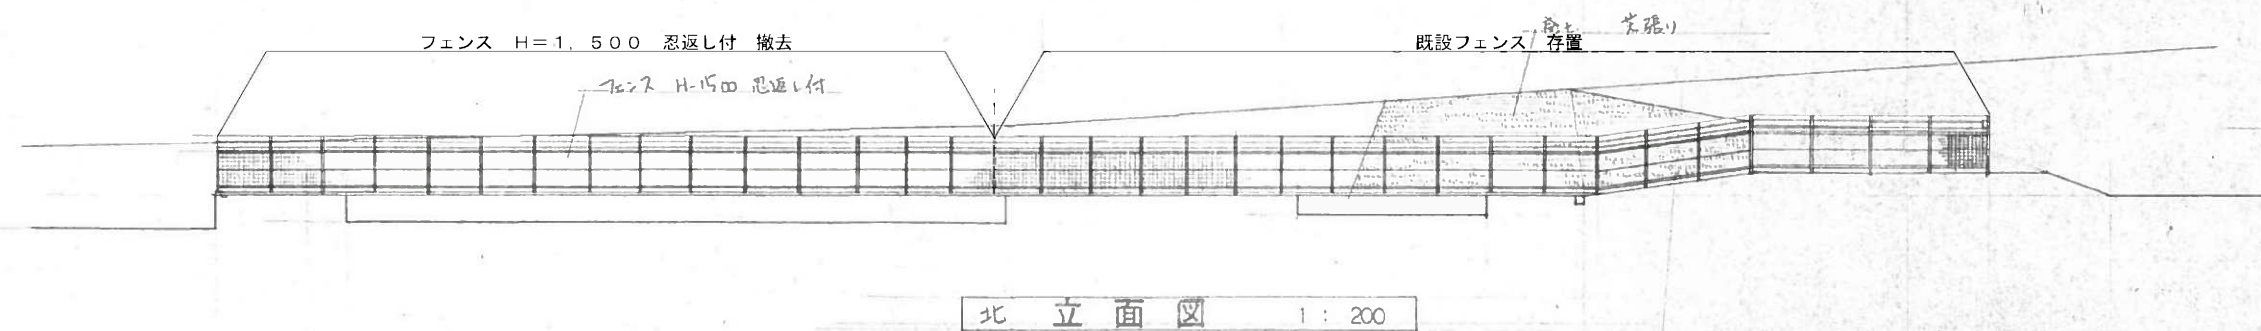 フェンス H=1,500 忍返し付 撤去
既設フェンス 存置
盛土 芝張り
フェンス H-1500 忍返し付
北 立面図 1:200